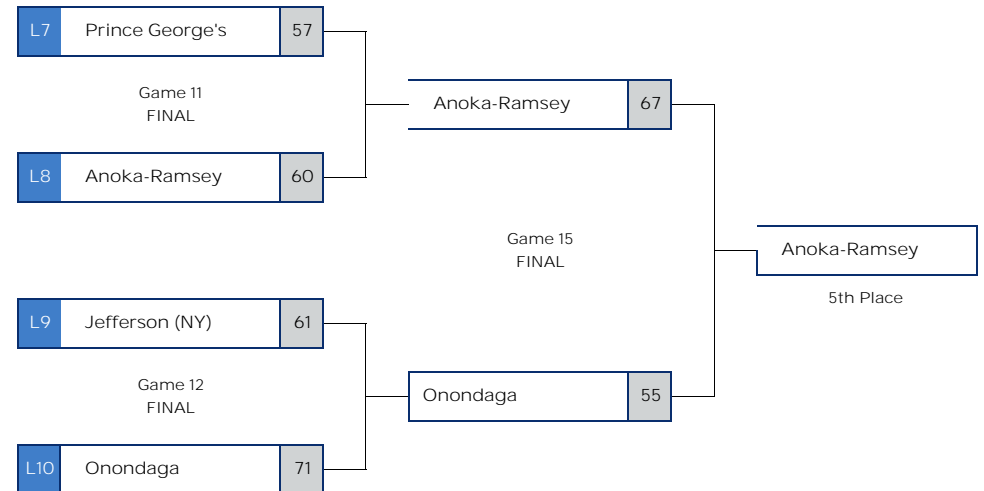 L7 Prince George's 57
Game 11
FINAL
L8 Anoka-Ramsey 60
Anoka-Ramsey 67
Game 15
FINAL
Anoka-Ramsey
5th Place
L9 Jefferson (NY) 61
Game 12
FINAL
L10 Onondaga 71
Onondaga 55